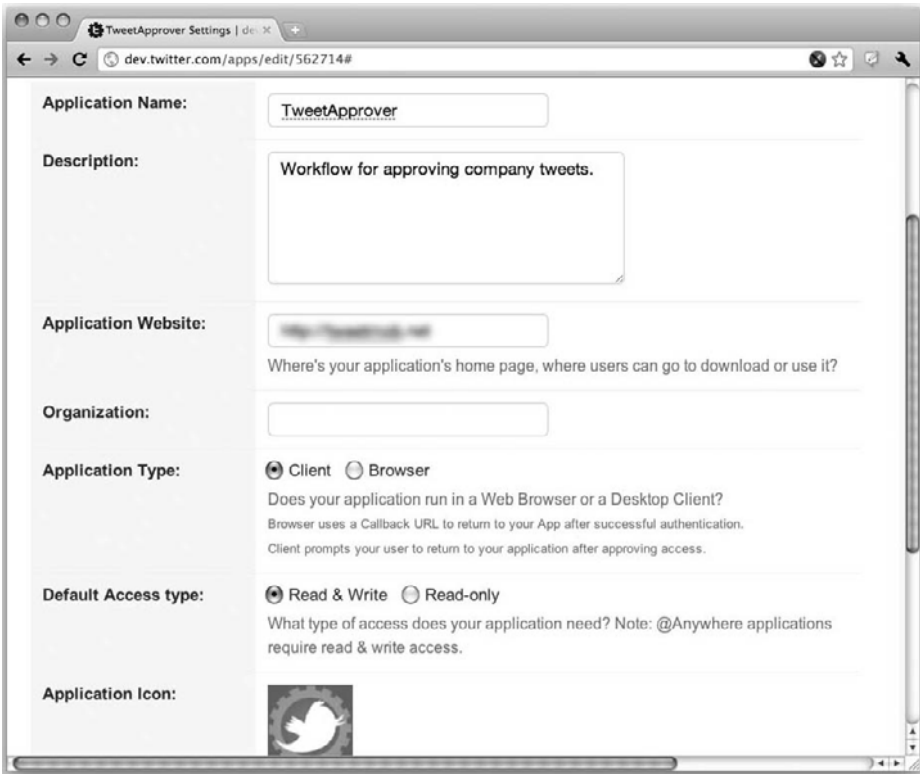 TweetApprover Settings | de
dev.twitter.com/apps/edit/562714#
Application Name:
TweetApprover
Description:
Workflow for approving company tweets.
Application Website:
Where's your application's home page, where users can go to download or use it?
Organization:
Application Type:
Client Browser
Does your application run in a Web Browser or a Desktop Client?
Browser uses a Callback URL to return to your App after successful authentication.
Client prompts your user to return to your application after approving access.
Default Access type:
Read & Write Read-only
What type of access does your application need? Note: @Anywhere applications
require read & write access.
Application Icon: